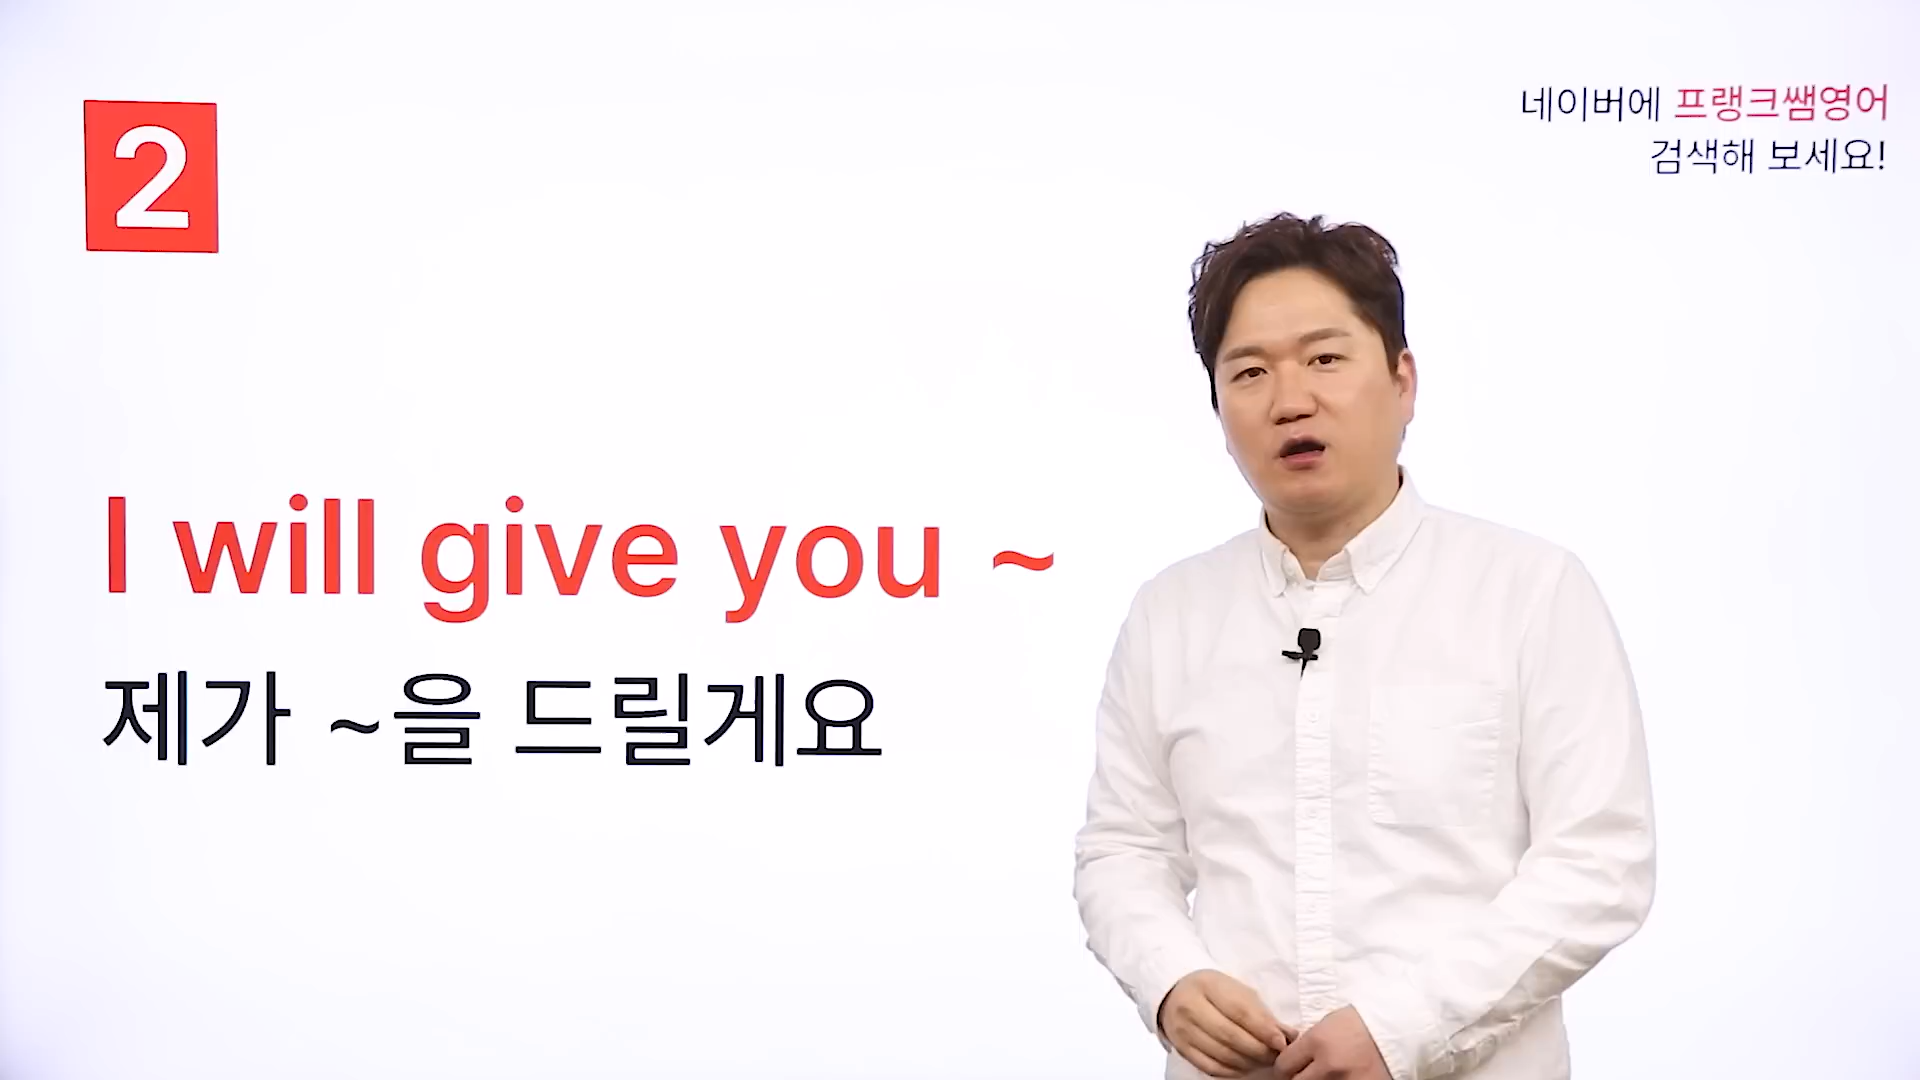 2
네이버에 프랭크쌤영어
검색해 보세요!
I will give you ~
제가 ~을 드릴게요